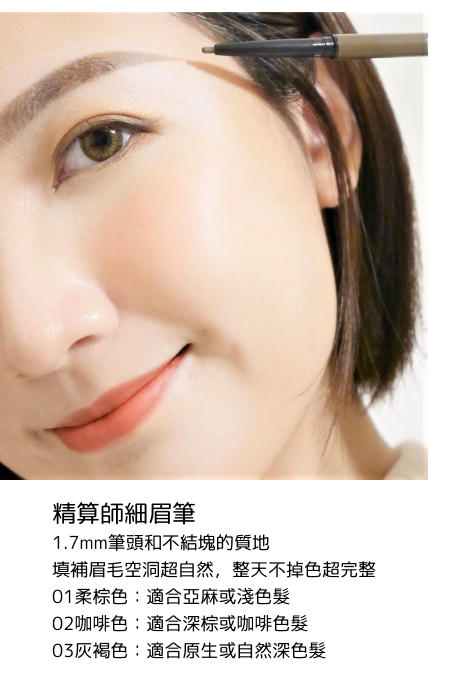 精算師細眉筆
1.7mm筆頭和不結塊的質地
填補眉毛空洞超自然，整天不掉色超完整
01柔棕色：適合亞麻或淺色髮
02咖啡色：適合深棕或咖啡色髮
03灰褐色：適合原生或自然深色髮